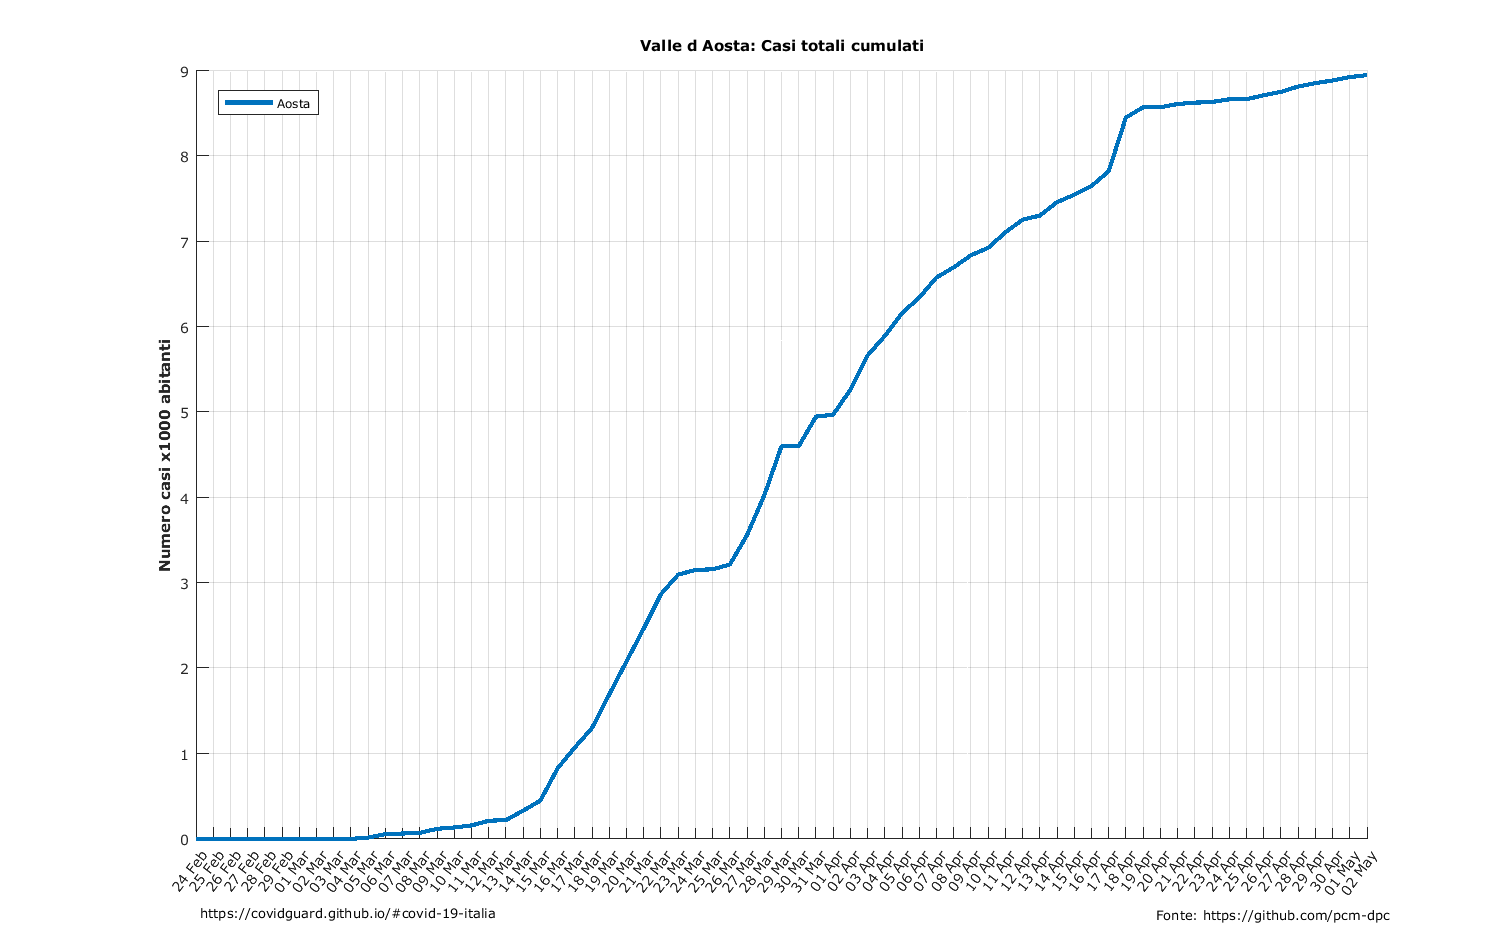 Valle d Aosta: Casi totali cumulati
Aosta
Numero casi x1000 abitanti
9
8
7
6
5
4
3
2
1
0
24 Feb
25 Feb
26 Feb
27 Feb
28 Feb
29 Feb
01 Mar
02 Mar
03 Mar
04 Mar
05 Mar
06 Mar
07 Mar
08 Mar
09 Mar
10 Mar
11 Mar
12 Mar
13 Mar
14 Mar
15 Mar
16 Mar
17 Mar
18 Mar
19 Mar
20 Mar
21 Mar
22 Mar
23 Mar
24 Mar
25 Mar
26 Mar
27 Mar
28 Mar
29 Mar
30 Mar
31 Mar
01 Apr
02 Apr
03 Apr
04 Apr
05 Apr
06 Apr
07 Apr
08 Apr
09 Apr
10 Apr
11 Apr
12 Apr
13 Apr
14 Apr
15 Apr
16 Apr
17 Apr
18 Apr
19 Apr
20 Apr
21 Apr
22 Apr
23 Apr
24 Apr
25 Apr
26 Apr
27 Apr
28 Apr
29 Apr
30 Apr
01 May
02 May
https://covidguard.github.io/#covid-19-italia
Fonte: https://github.com/pcm-dpc